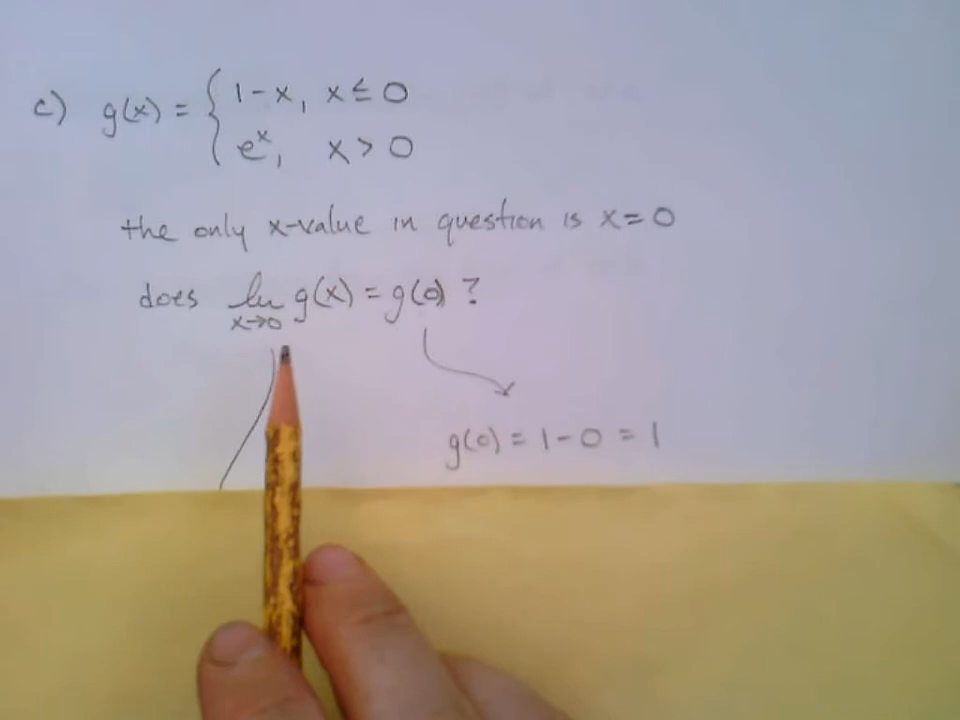 c) g(x) = { 1-x, x ≤ 0
e^x, x > 0
the only x-value in question is x = 0
does lim g(x) = g(0) ?
x→0
g(0) = 1 - 0 = 1